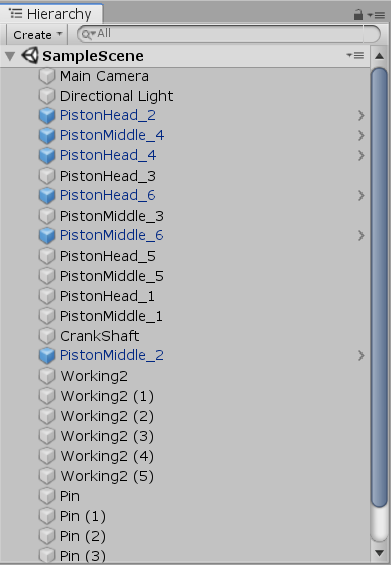 Hierarchy
Create All
SampleScene
Main Camera
Directional Light
PistonHead_2
PistonMiddle_4
PistonHead_4
PistonHead_3
PistonHead_6
PistonMiddle_3
PistonMiddle_6
PistonHead_5
PistonMiddle_5
PistonHead_1
PistonMiddle_1
CrankShaft
PistonMiddle_2
Working2
Working2 (1)
Working2 (2)
Working2 (3)
Working2 (4)
Working2 (5)
Pin
Pin (1)
Pin (2)
Pin (3)